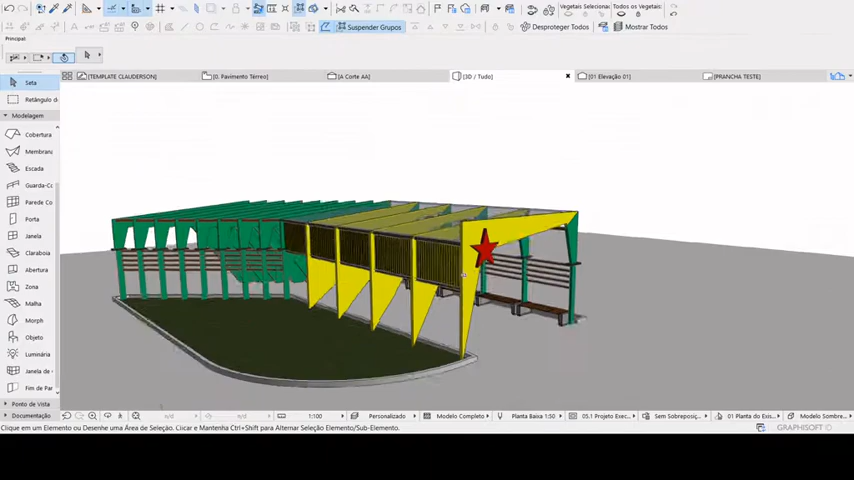 Vegetais Selecionar
Todos os Vegetais
Suspender Grupos
Desproteger Todos
Mostrar Todos
Principal:
[TEMPLATE CLAUDERSON]
[0. Pavimento Térreo]
[A Corte AA]
[3D / Tudo]
[01 Elevação 01]
[PRANCHA TESTE]
Seta
Retângulo d
Modelagem
Cobertura
Membrana
Escada
Guarda-Co
Parede Co
Porta
Janela
Claraboia
Abertura
Zona
Malha
Morph
Objeto
Luminária
Janela de
Fim de Par
Ponto de Vista
Documentação
n/d
n/d
1:100
Personalizado
Modelo Completo
Planta Baixa 1:50
05.1 Projeto Exec...
Sem Sobreposiç...
01 Planta do Exis...
Modelo Sombre...
Clique em um Elemento ou Desenhe uma Área de Seleção. Clicar e Mantenha Ctrl+Shift para Alternar Seleção Elemento/Sub-Elemento.
GRAPHISOFT